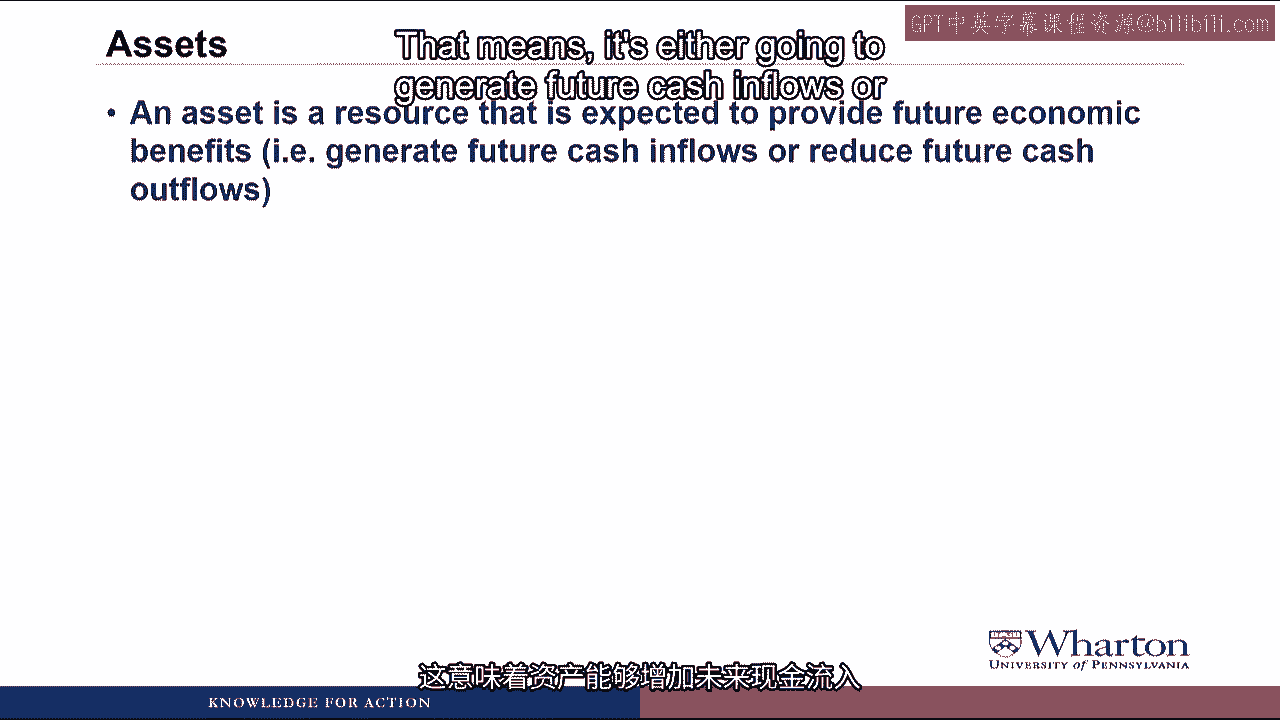 GPT中英字幕课程资源@bilibili.com
Assets
That means, it's either going to
generate future cash inflows or
• An asset is a resource that is expected to provide future economic
benefits (i.e. generate future cash inflows or reduce future cash
outflows)
Wharton
UNIVERSITY of PENNSYLVANIA
这意味着资产能够增加未来现金流入
KNOWLEDGE FOR ACTION